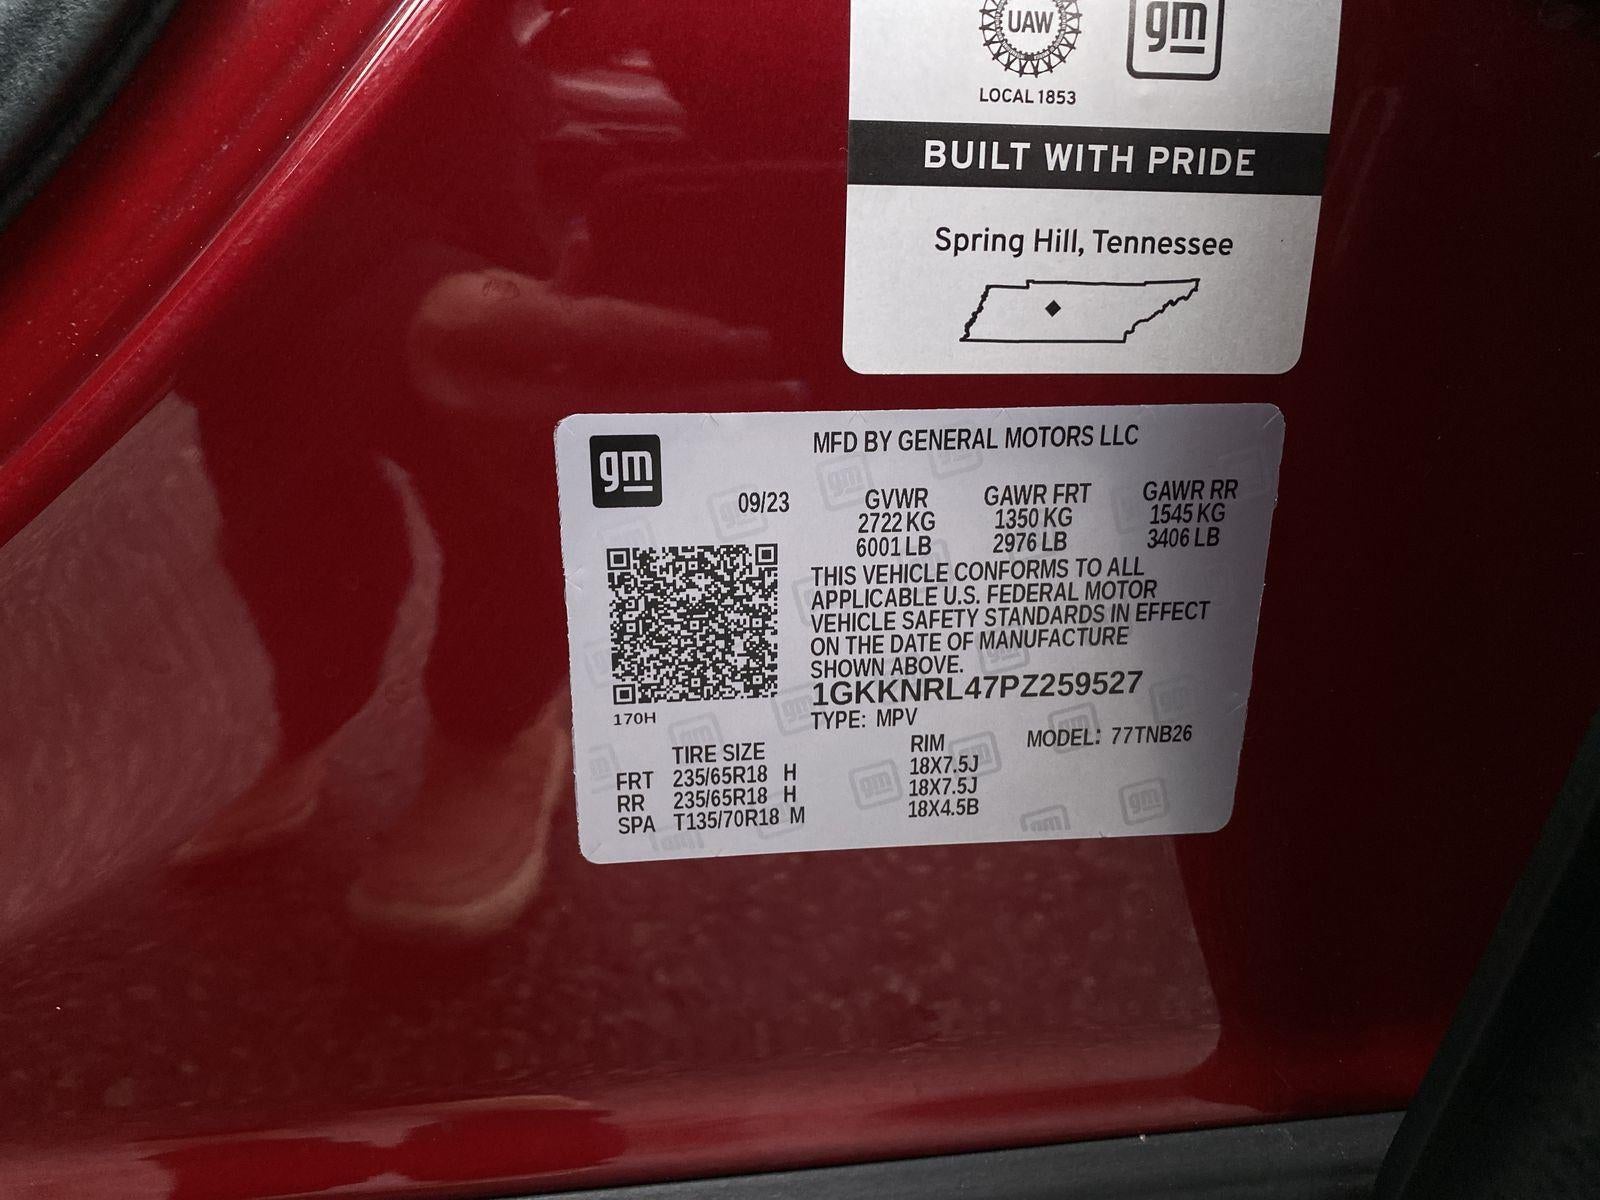 UAW
gm
LOCAL 1853
BUILT WITH PRIDE
Spring Hill, Tennessee
gm
MFD BY GENERAL MOTORS LLC
09/23
GVWR GAWR FRT GAWR RR
2722 KG 1350 KG 1545 KG
6001 LB 2976 LB 3406 LB
THIS VEHICLE CONFORMS TO ALL
APPLICABLE U.S. FEDERAL MOTOR
VEHICLE SAFETY STANDARDS IN EFFECT
ON THE DATE OF MANUFACTURE
SHOWN ABOVE.
1GKKNRL47PZ259527
170H
TYPE: MPV
MODEL: 77TNB26
TIRE SIZE RIM
FRT 235/65R18 H 18X7.5J
RR 235/65R18 H 18X7.5J
SPA T135/70R18 M 18X4.5B